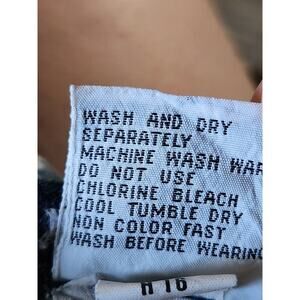 WASH AND DRY
SEPARATELY
MACHINE WASH WAR
DO NOT USE
CHLORINE BLEACH
COOL TUMBLE DRY
NON COLOR FAST
WASH BEFORE WEARING
H 16